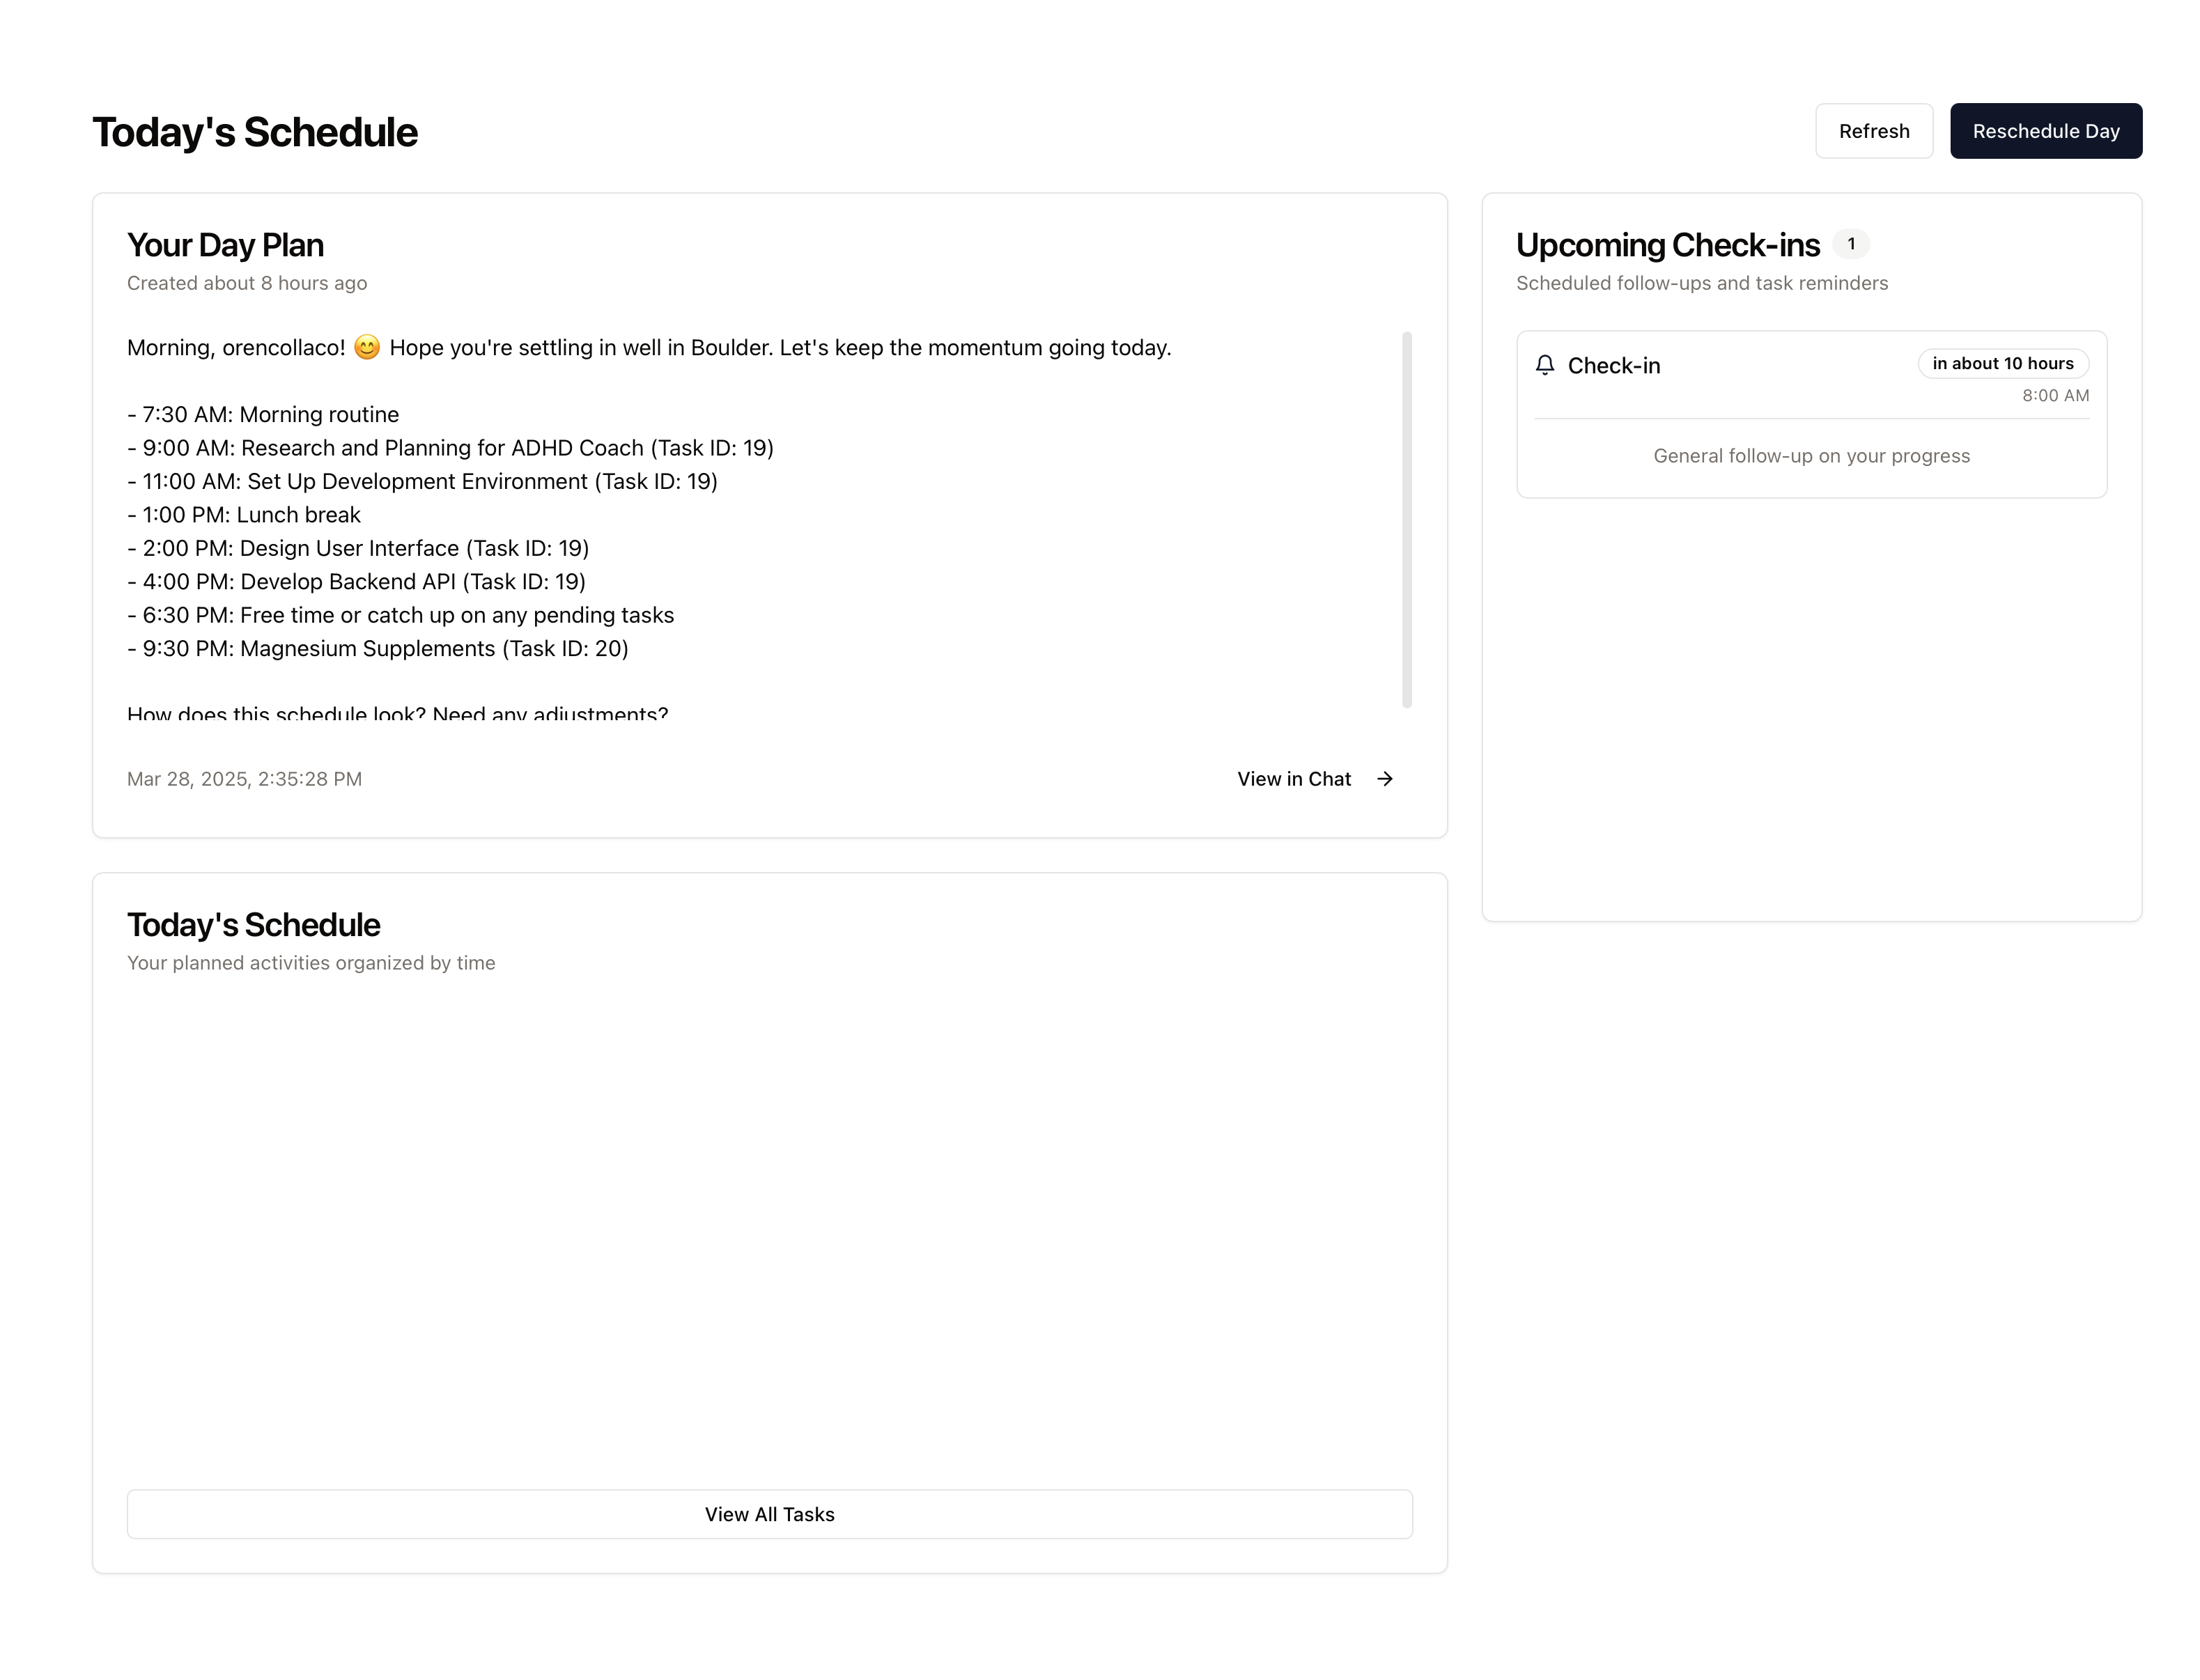 Today's Schedule
Refresh
Reschedule Day
Your Day Plan
Created about 8 hours ago
Morning, orencollaco! 😊 Hope you're settling in well in Boulder. Let's keep the momentum going today.
- 7:30 AM: Morning routine
- 9:00 AM: Research and Planning for ADHD Coach (Task ID: 19)
- 11:00 AM: Set Up Development Environment (Task ID: 19)
- 1:00 PM: Lunch break
- 2:00 PM: Design User Interface (Task ID: 19)
- 4:00 PM: Develop Backend API (Task ID: 19)
- 6:30 PM: Free time or catch up on any pending tasks
- 9:30 PM: Magnesium Supplements (Task ID: 20)
How does this schedule look? Need any adjustments?
Mar 28, 2025, 2:35:28 PM
View in Chat →
Upcoming Check-ins 1
Scheduled follow-ups and task reminders
Check-in
in about 10 hours
8:00 AM
General follow-up on your progress
Today's Schedule
Your planned activities organized by time
View All Tasks